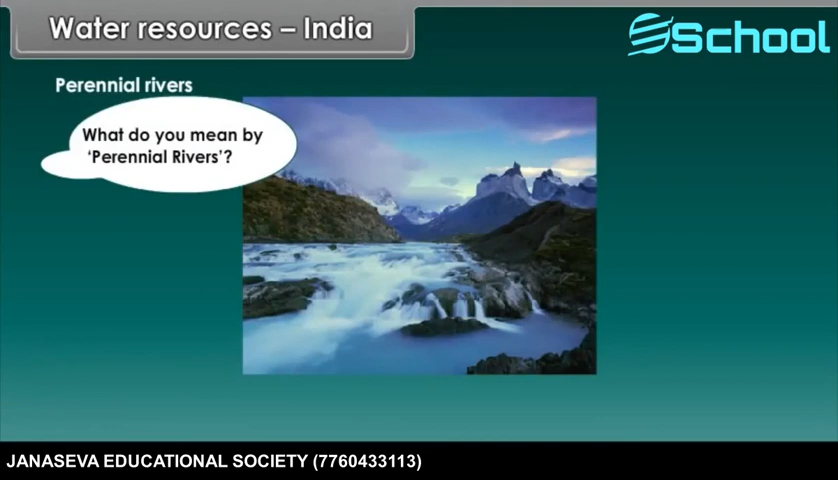 Water resources – India
School
Perennial rivers
What do you mean by
‘Perennial Rivers’?
JANASEVA EDUCATIONAL SOCIETY (7760433113)